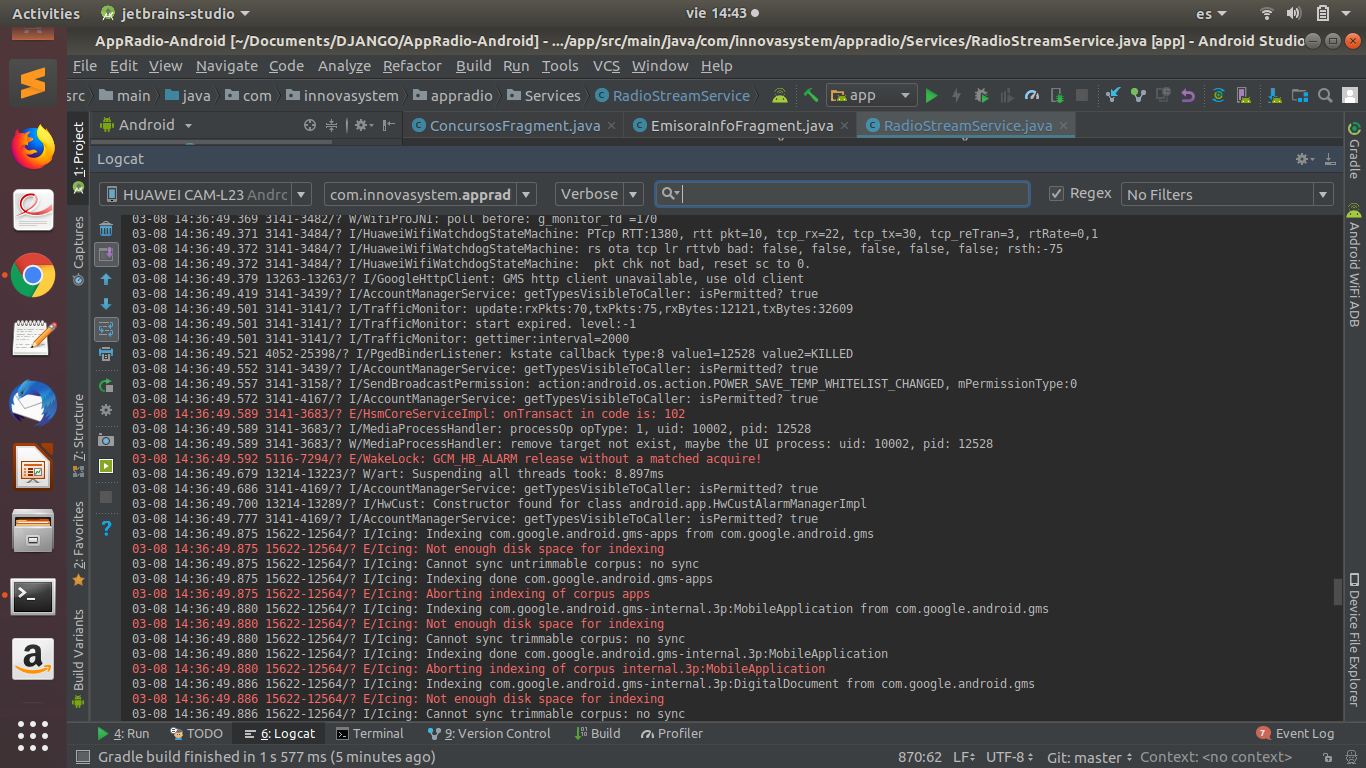 Activities jetbrains-studio vie 14:43 es
AppRadio-Android [~/Documents/DJANGO/AppRadio-Android] - .../app/src/main/java/com/innovasystem/appradio/Services/RadioStreamService.java [app] - Android Studio
File Edit View Navigate Code Analyze Refactor Build Run Tools VCS Window Help
src main java com innovasystem appradio Services RadioStreamService app
Android ConcursosFragment.java EmisoraInfoFragment.java RadioStreamService.java
Logcat
HUAWEI CAM-L23 Andrc com.innovasystem.apprad Verbose Regex No Filters
03-08 14:36:49.369 3141-3482/? W/WifiProJNI: poll before: g_monitor_fd =170
03-08 14:36:49.371 3141-3484/? I/HuaweiWifiWatchdogStateMachine: PTcp RTT:1380, rtt pkt=10, tcp_rx=22, tcp_tx=30, tcp_reTran=3, rtRate=0,1
03-08 14:36:49.372 3141-3484/? I/HuaweiWifiWatchdogStateMachine: rs ota tcp lr rttvb bad: false, false, false, false, false; rsth:-75
03-08 14:36:49.372 3141-3484/? I/HuaweiWifiWatchdogStateMachine:  pkt chk not bad, reset sc to 0.
03-08 14:36:49.379 13263-13263/? I/GoogleHttpClient: GMS http client unavailable, use old client
03-08 14:36:49.419 3141-3439/? I/AccountManagerService: getTypesVisibleToCaller: isPermitted? true
03-08 14:36:49.501 3141-3141/? I/TrafficMonitor: update:rxPkts:70,txPkts:75,rxBytes:12121,txBytes:32609
03-08 14:36:49.501 3141-3141/? I/TrafficMonitor: start expired. level:-1
03-08 14:36:49.501 3141-3141/? I/TrafficMonitor: gettimer:interval=2000
03-08 14:36:49.521 4052-25398/? I/PgedBinderListener: kstate callback type:8 value1=12528 value2=KILLED
03-08 14:36:49.552 3141-3439/? I/AccountManagerService: getTypesVisibleToCaller: isPermitted? true
03-08 14:36:49.557 3141-3158/? I/SendBroadcastPermission: action:android.os.action.POWER_SAVE_TEMP_WHITELIST_CHANGED, mPermissionType:0
03-08 14:36:49.572 3141-4167/? I/AccountManagerService: getTypesVisibleToCaller: isPermitted? true
03-08 14:36:49.589 3141-3683/? E/HsmCoreServiceImpl: onTransact in code is: 102
03-08 14:36:49.589 3141-3683/? I/MediaProcessHandler: processOp opType: 1, uid: 10002, pid: 12528
03-08 14:36:49.589 3141-3683/? W/MediaProcessHandler: remove target not exist, maybe the UI process: uid: 10002, pid: 12528
03-08 14:36:49.592 5116-7294/? E/WakeLock: GCM_HB_ALARM release without a matched acquire!
03-08 14:36:49.679 13214-13223/? W/art: Suspending all threads took: 8.897ms
03-08 14:36:49.686 3141-4169/? I/AccountManagerService: getTypesVisibleToCaller: isPermitted? true
03-08 14:36:49.700 13214-13289/? I/HwCust: Constructor found for class android.app.HwCustAlarmManagerImpl
03-08 14:36:49.777 3141-4169/? I/AccountManagerService: getTypesVisibleToCaller: isPermitted? true
03-08 14:36:49.875 15622-12564/? I/Icing: Indexing com.google.android.gms-apps from com.google.android.gms
03-08 14:36:49.875 15622-12564/? E/Icing: Not enough disk space for indexing
03-08 14:36:49.875 15622-12564/? I/Icing: Cannot sync untrimmable corpus: no sync
03-08 14:36:49.875 15622-12564/? I/Icing: Indexing done com.google.android.gms-apps
03-08 14:36:49.875 15622-12564/? E/Icing: Aborting indexing of corpus apps
03-08 14:36:49.880 15622-12564/? I/Icing: Indexing com.google.android.gms-internal.3p:MobileApplication from com.google.android.gms
03-08 14:36:49.880 15622-12564/? E/Icing: Not enough disk space for indexing
03-08 14:36:49.880 15622-12564/? I/Icing: Cannot sync trimmable corpus: no sync
03-08 14:36:49.880 15622-12564/? I/Icing: Indexing done com.google.android.gms-internal.3p:MobileApplication
03-08 14:36:49.880 15622-12564/? E/Icing: Aborting indexing of corpus internal.3p:MobileApplication
03-08 14:36:49.886 15622-12564/? I/Icing: Indexing com.google.android.gms-internal.3p:DigitalDocument from com.google.android.gms
03-08 14:36:49.886 15622-12564/? E/Icing: Not enough disk space for indexing
03-08 14:36:49.886 15622-12564/? I/Icing: Cannot sync trimmable corpus: no sync
1: Project
Captures
7: Structure
2: Favorites
Build Variants
Gradle
Android WiFi ADB
Device File Explorer
4: Run TODO 6: Logcat Terminal 9: Version Control Build Profiler 7 Event Log
Gradle build finished in 1 s 577 ms (5 minutes ago) 870:62 LF UTF-8 Git: master Context: <no context>